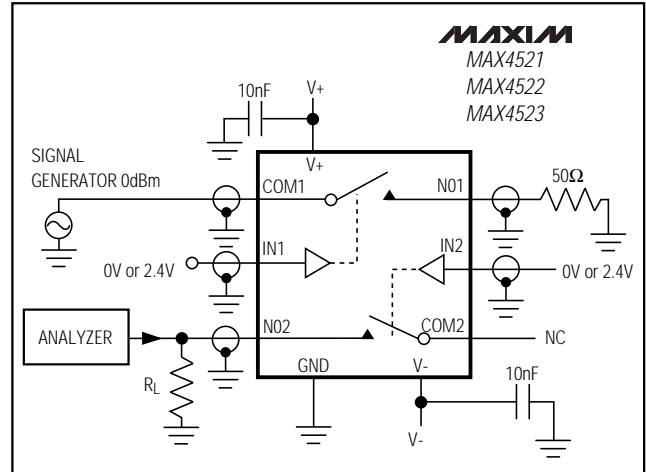 MAXIM
MAX4521
MAX4522
MAX4523
10nF
V+
V+
SIGNAL
GENERATOR 0dBm
COM1
N01
50Ω
IN1
IN2
0V or 2.4V
0V or 2.4V
ANALYZER
N02
COM2
NC
RL
GND
V-
10nF
V-